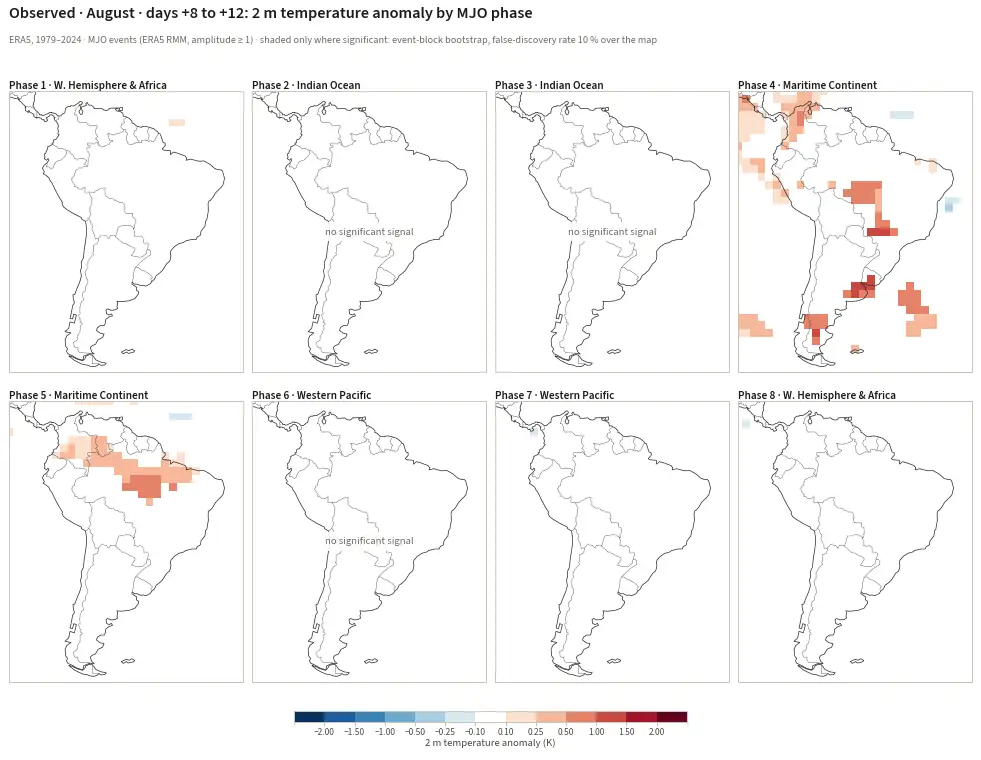 Observed · August · days +8 to +12: 2 m temperature anomaly by MJO phase
ERA5, 1979–2024 · MJO events (ERA5 RMM, amplitude ≥ 1) · shaded only where significant: event-block bootstrap, false-discovery rate 10 % over the map
Phase 1 · W. Hemisphere & Africa
Phase 2 · Indian Ocean
Phase 3 · Indian Ocean
Phase 4 · Maritime Continent
no significant signal
no significant signal
Phase 5 · Maritime Continent
Phase 6 · Western Pacific
Phase 7 · Western Pacific
Phase 8 · W. Hemisphere & Africa
no significant signal
−2.00 −1.50 −1.00 −0.50 −0.25 −0.10 0.10 0.25 0.50 1.00 1.50 2.00
2 m temperature anomaly (K)